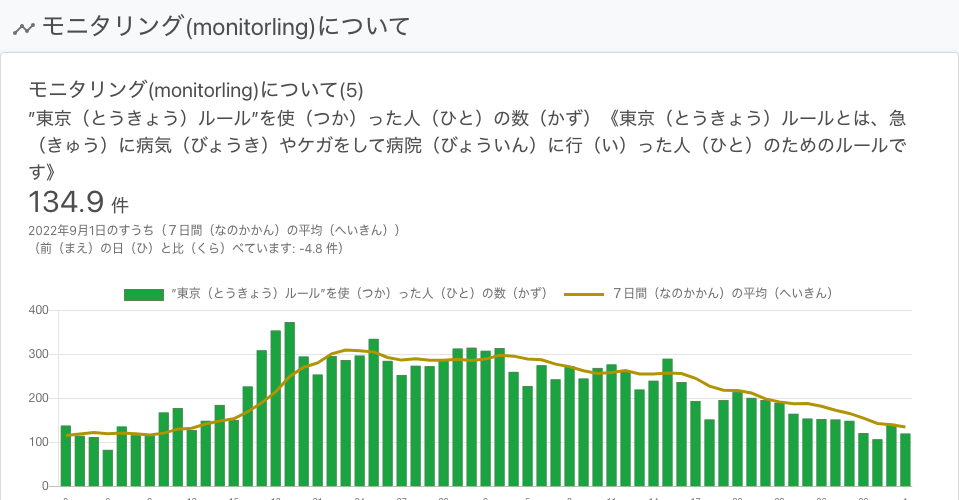 モニタリング(monitorling)について
モニタリング(monitorling)について(5)
”東京（とうきょう）ルール”を使（つか）った人（ひと）の数（かず）《東京（とうきょう）ルールとは、急
（きゅう）に病気（びょうき）やケガをして病院（びょういん）に行（い）った人（ひと）のためのルールで
す》
134.9 件
2022年9月1日のすうち（７日間（なのかかん）の平均（へいきん））
（前（まえ）の日（ひ）と比（くら）べています: -4.8 件）
”東京（とうきょう）ルール”を使（つか）った人（ひと）の数（かず） ７日間（なのかかん）の平均（へいきん）
400
300
200
100
0